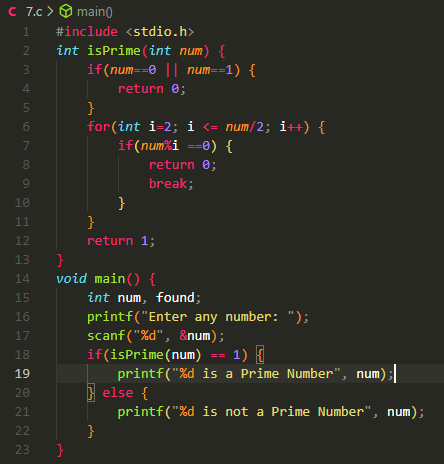 C 7.c > main()
1 #include <stdio.h>
2 int isPrime(int num) {
3     if(num==0 || num==1) {
4         return 0;
5     }
6     for(int i=2; i <= num/2; i++) {
7         if(num%i ==0) {
8             return 0;
9             break;
10         }
11     }
12     return 1;
13 }
14 void main() {
15     int num, found;
16     printf("Enter any number: ");
17     scanf("%d", &num);
18     if(isPrime(num) == 1) {
19         printf("%d is a Prime Number", num);
20     } else {
21         printf("%d is not a Prime Number", num);
22     }
23 }